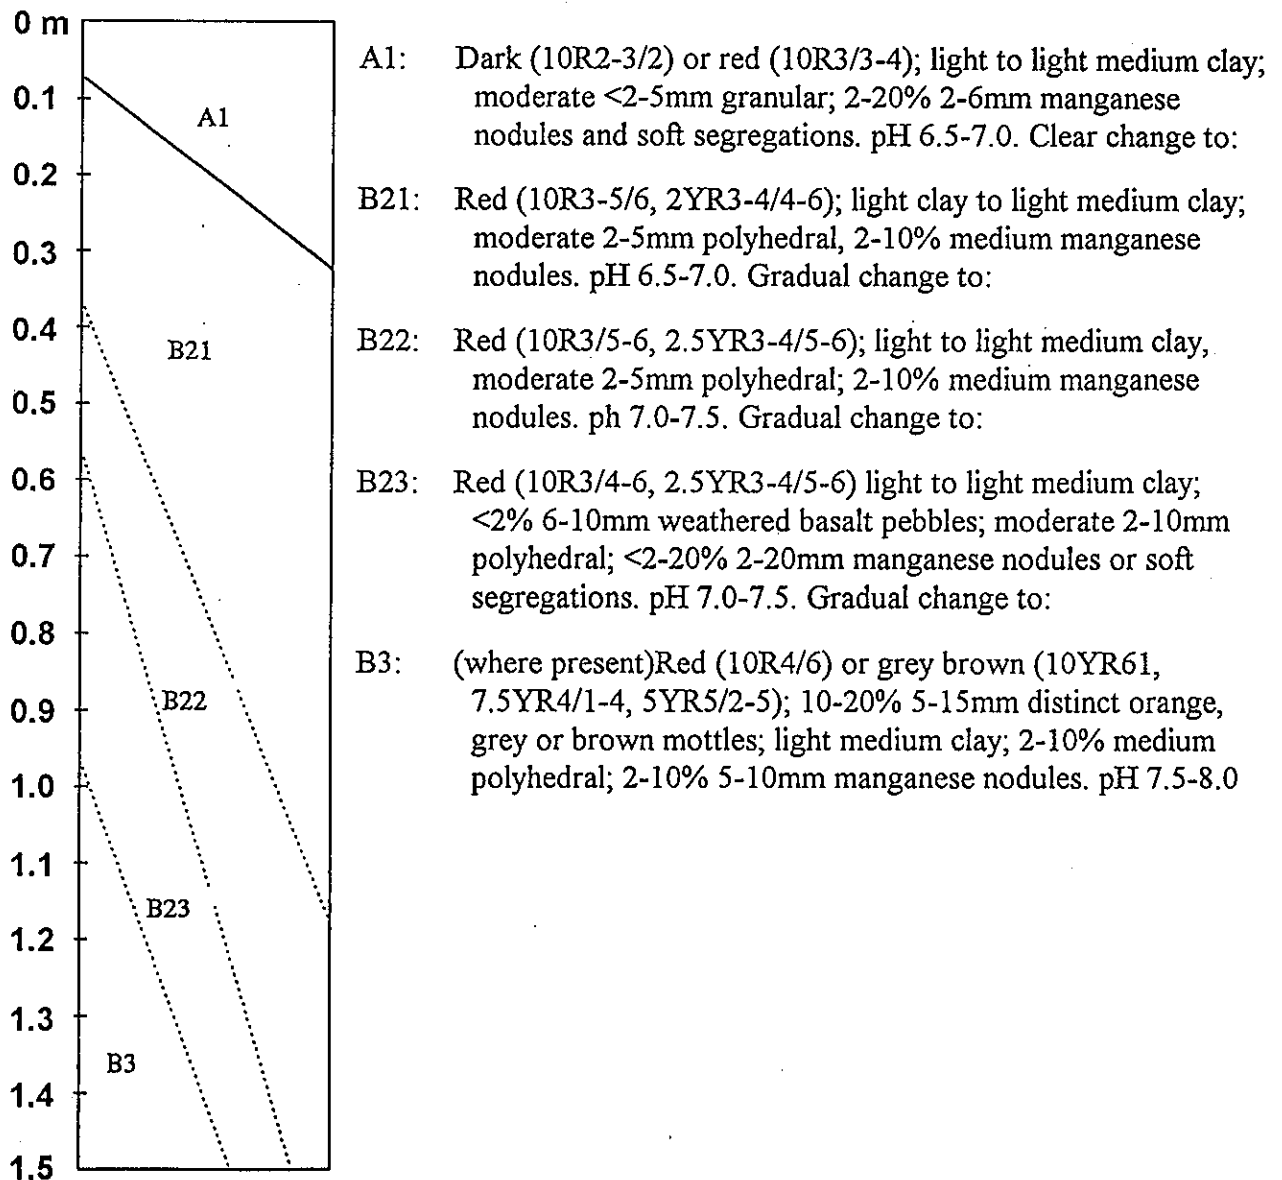 0 m
0.1
0.2
0.3
0.4
0.5
0.6
0.7
0.8
0.9
1.0
1.1
1.2
1.3
1.4
1.5
A1
B21
B22
B23
B3
A1: Dark (10R2-3/2) or red (10R3/3-4); light to light medium clay;
moderate <2-5mm granular; 2-20% 2-6mm manganese
nodules and soft segregations. pH 6.5-7.0. Clear change to:
B21: Red (10R3-5/6, 2YR3-4/4-6); light clay to light medium clay;
moderate 2-5mm polyhedral, 2-10% medium manganese
nodules. pH 6.5-7.0. Gradual change to:
B22: Red (10R3/5-6, 2.5YR3-4/5-6); light to light medium clay,
moderate 2-5mm polyhedral; 2-10% medium manganese
nodules. ph 7.0-7.5. Gradual change to:
B23: Red (10R3/4-6, 2.5YR3-4/5-6) light to light medium clay;
<2% 6-10mm weathered basalt pebbles; moderate 2-10mm
polyhedral; <2-20% 2-20mm manganese nodules or soft
segregations. pH 7.0-7.5. Gradual change to:
B3: (where present)Red (10R4/6) or grey brown (10YR61,
7.5YR4/1-4, 5YR5/2-5); 10-20% 5-15mm distinct orange,
grey or brown mottles; light medium clay; 2-10% medium
polyhedral; 2-10% 5-10mm manganese nodules. pH 7.5-8.0